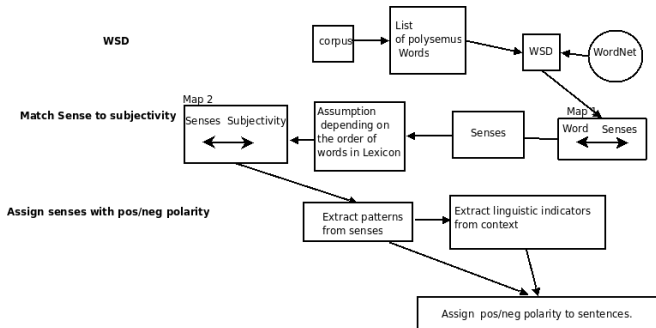 WSD
corpus
List
of polysemus
Words
WSD
WordNet
Match Sense to subjectivity
Map 2
Senses Subjectivity
Assumption
depending on
the order of
words in Lexicon
Senses
Map 1
Word Senses
Assign senses with pos/neg polarity
Extract patterns
from senses
Extract linguistic indicators
from context
Assign pos/neg polarity to sentences.